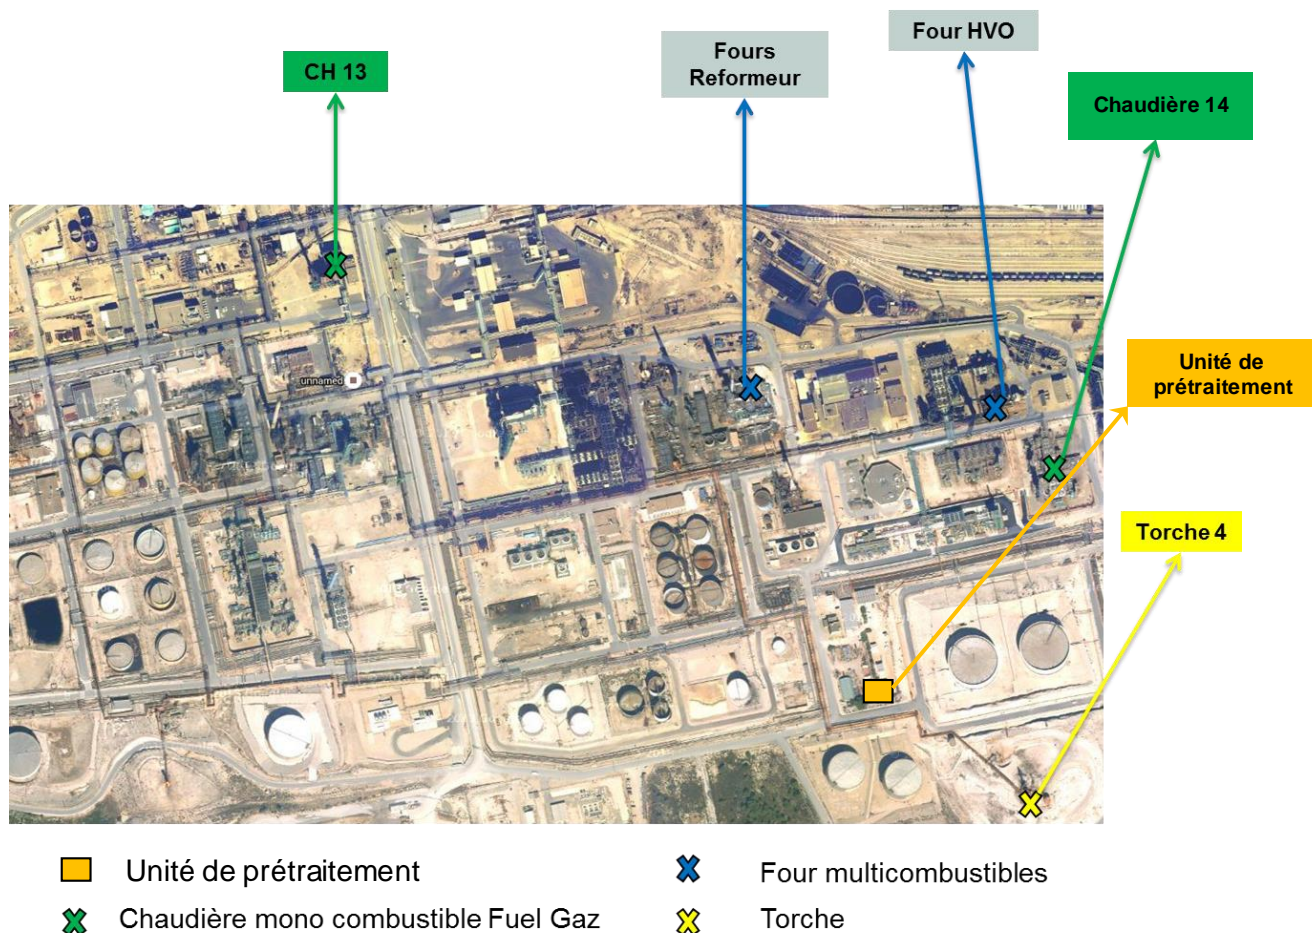 Four HVO
Fours
Reformeur
CH 13
Chaudière 14
unnamed
Unité de
prétraitement
Torche 4
Unité de prétraitement
Four multicombustibles
Chaudière mono combustible Fuel Gaz
Torche